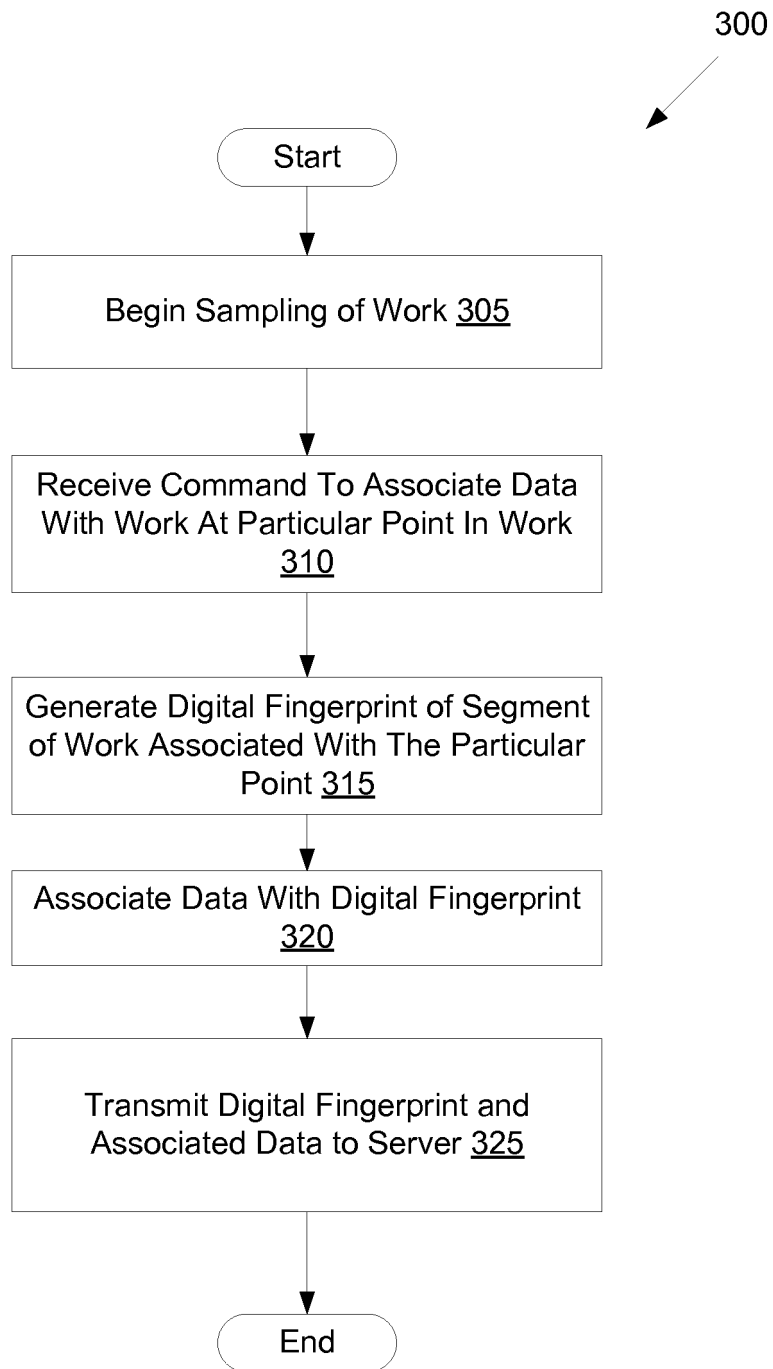 300
Start
Begin Sampling of Work 305
Receive Command To Associate Data
With Work At Particular Point In Work
310
Generate Digital Fingerprint of Segment
of Work Associated With The Particular
Point 315
Associate Data With Digital Fingerprint
320
Transmit Digital Fingerprint and
Associated Data to Server 325
End